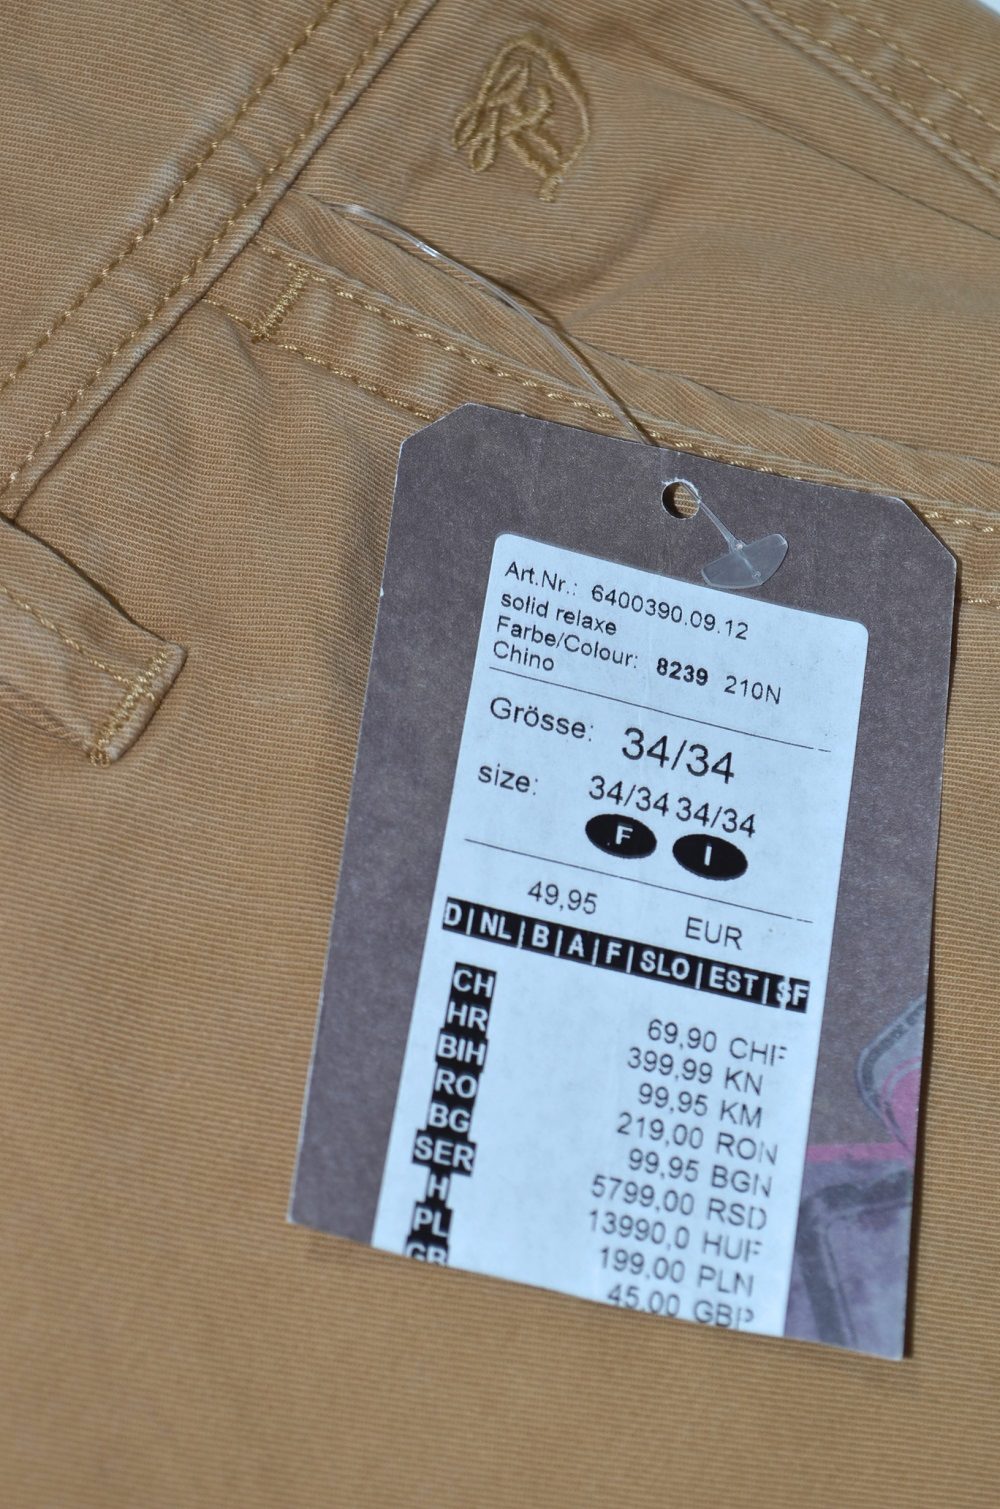 Art.Nr.: 6400390.09.12
solid relaxe
Farbe/Colour: 8239 210N
Chino
Grösse: 34/34
size: 34/34 34/34
F I
49,95 EUR
D|NL|B|A|F|SLO|EST|SF
CH 69,90 CHF
HR 399,99 KN
BIH 99,95 KM
RO 219,00 RON
BG 99,95 BGN
SER 5799,00 RSD
H 13990,0 HUF
PL 199,00 PLN
GB 45,00 GBP